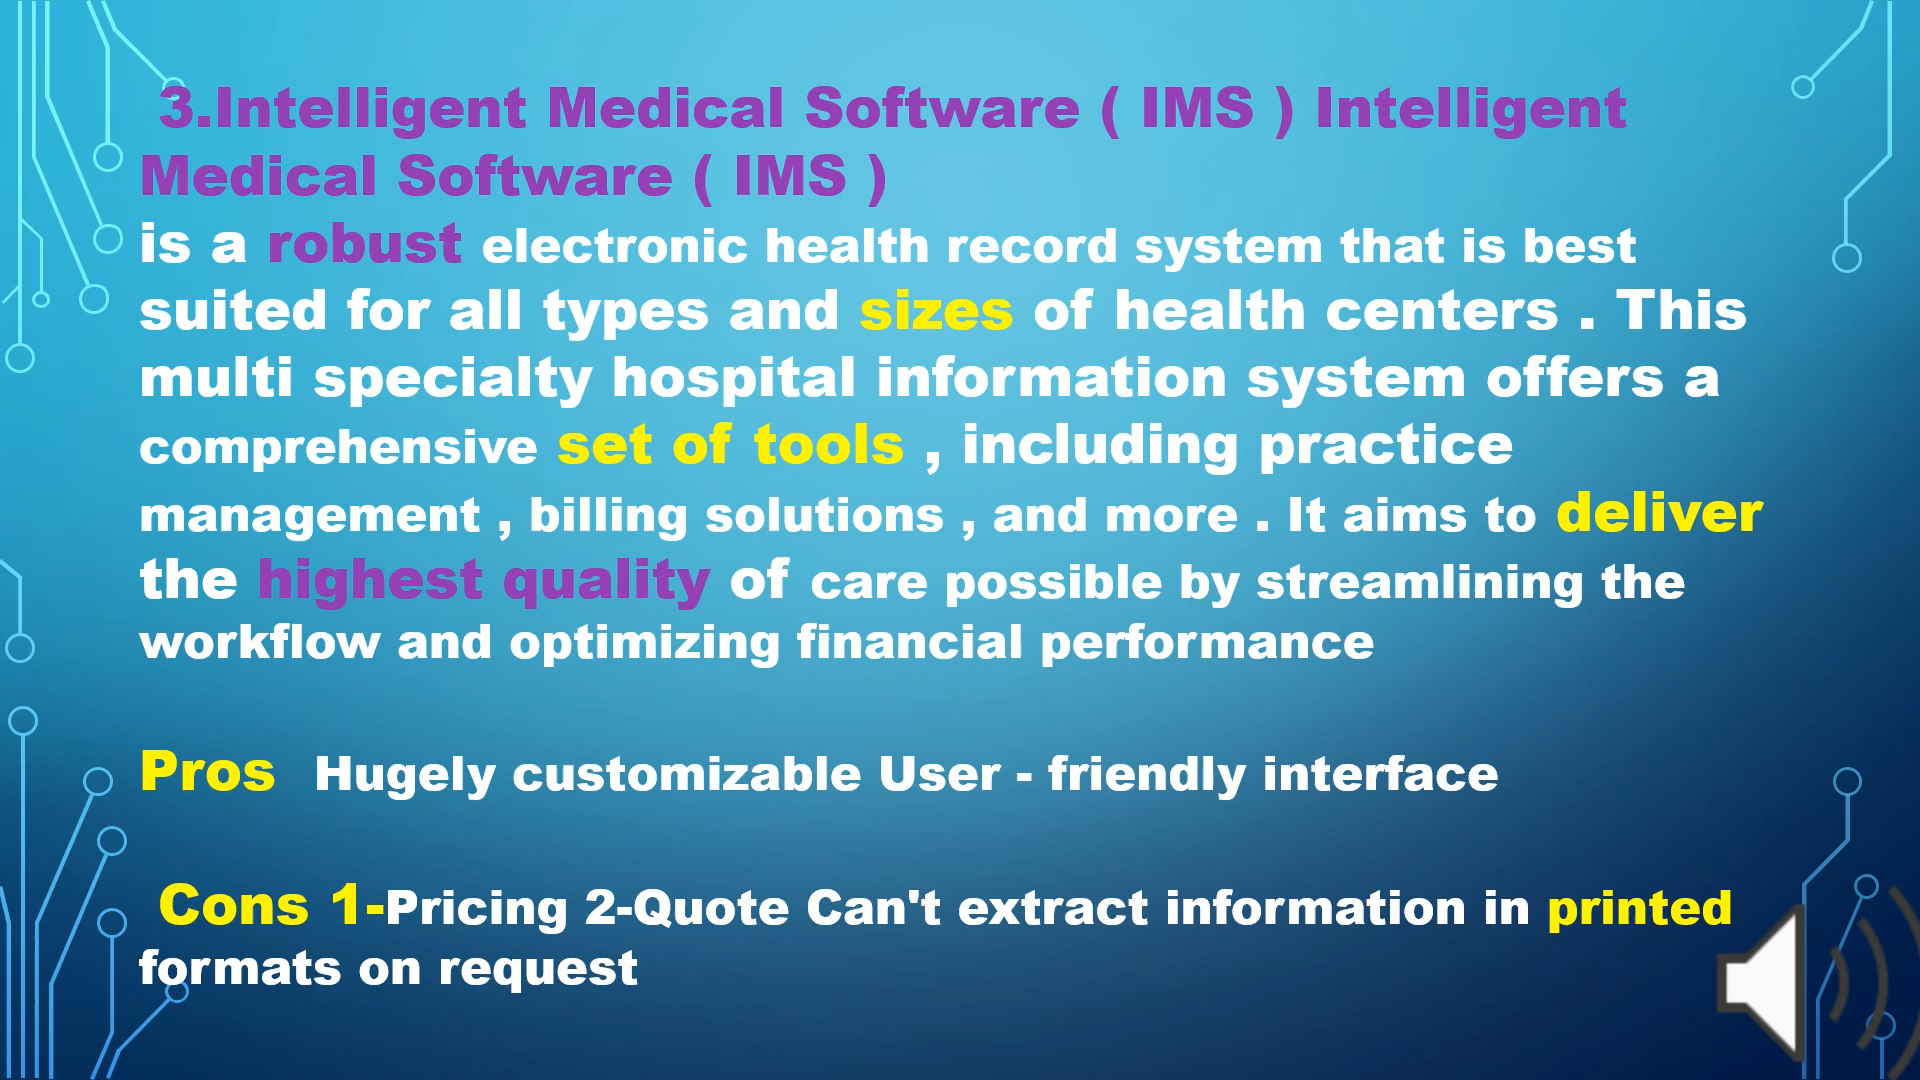 3.Intelligent Medical Software ( IMS ) Intelligent
Medical Software ( IMS )
is a robust electronic health record system that is best
suited for all types and sizes of health centers . This
multi specialty hospital information system offers a
comprehensive set of tools , including practice
management , billing solutions , and more . It aims to deliver
the highest quality of care possible by streamlining the
workflow and optimizing financial performance
Pros Hugely customizable User - friendly interface
Cons 1-Pricing 2-Quote Can't extract information in printed
formats on request